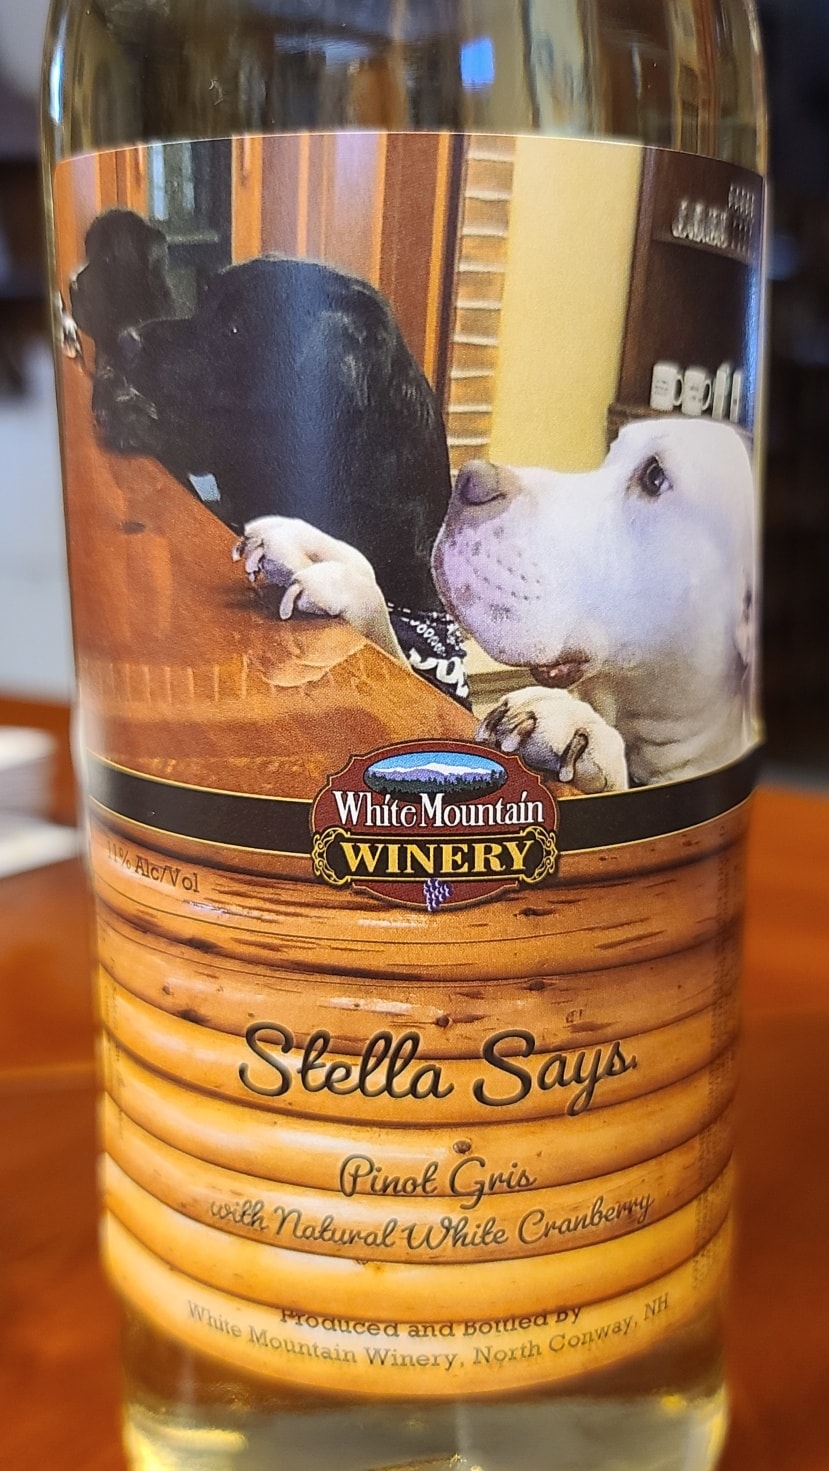 White Mountain
WINERY
11% Alc/Vol
Stella Says.
Pinot Gris
with Natural White Cranberry
Produced and Bottled By
White Mountain Winery, North Conway, NH